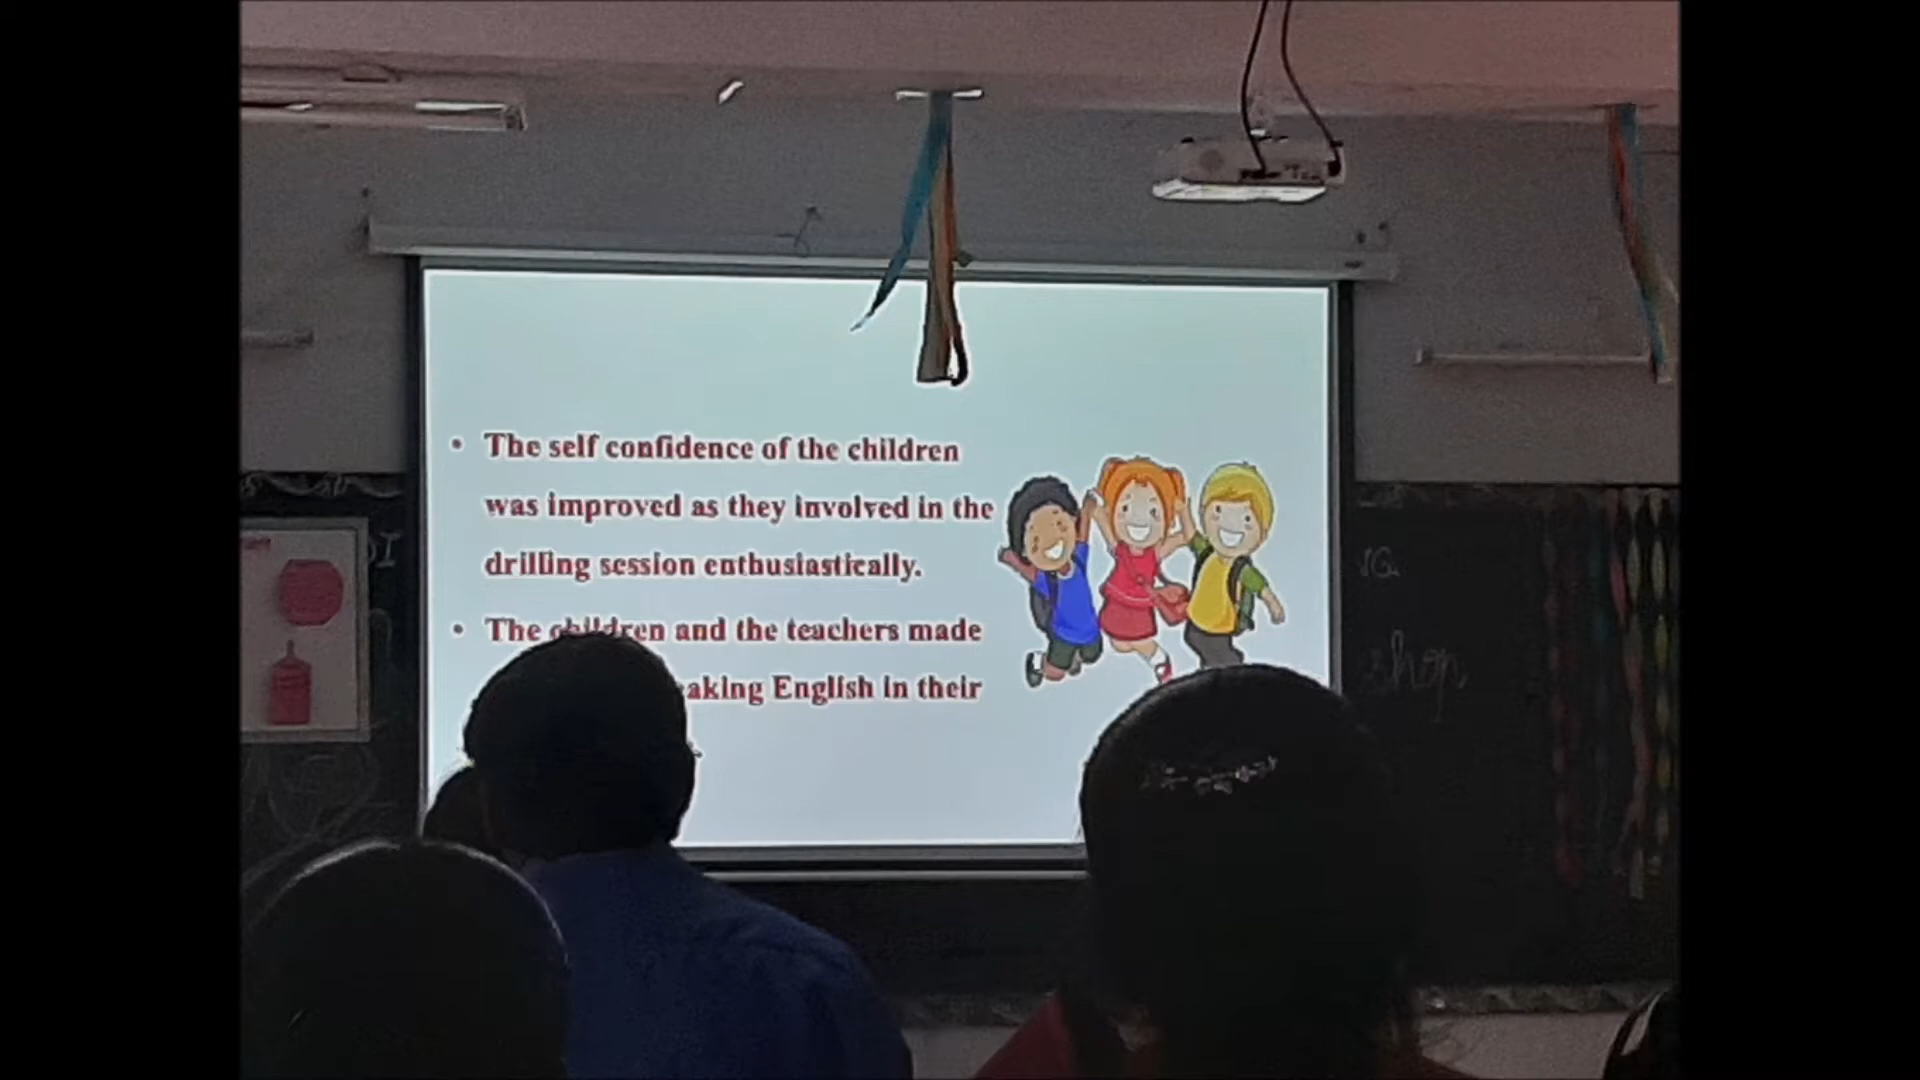 • The self confidence of the children
was improved as they involved in the
drilling session enthusiastically.
• The children and the teachers made
English in their
shop